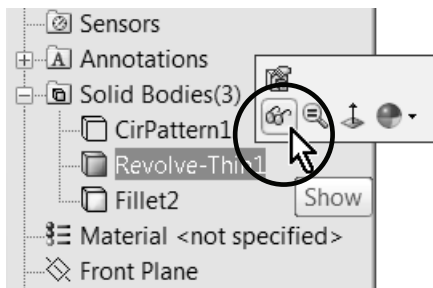 Sensors
A Annotations
Solid Bodies(3)
CirPattern1
Revolve-Thin1
Fillet2
Show
Material <not specified>
Front Plane